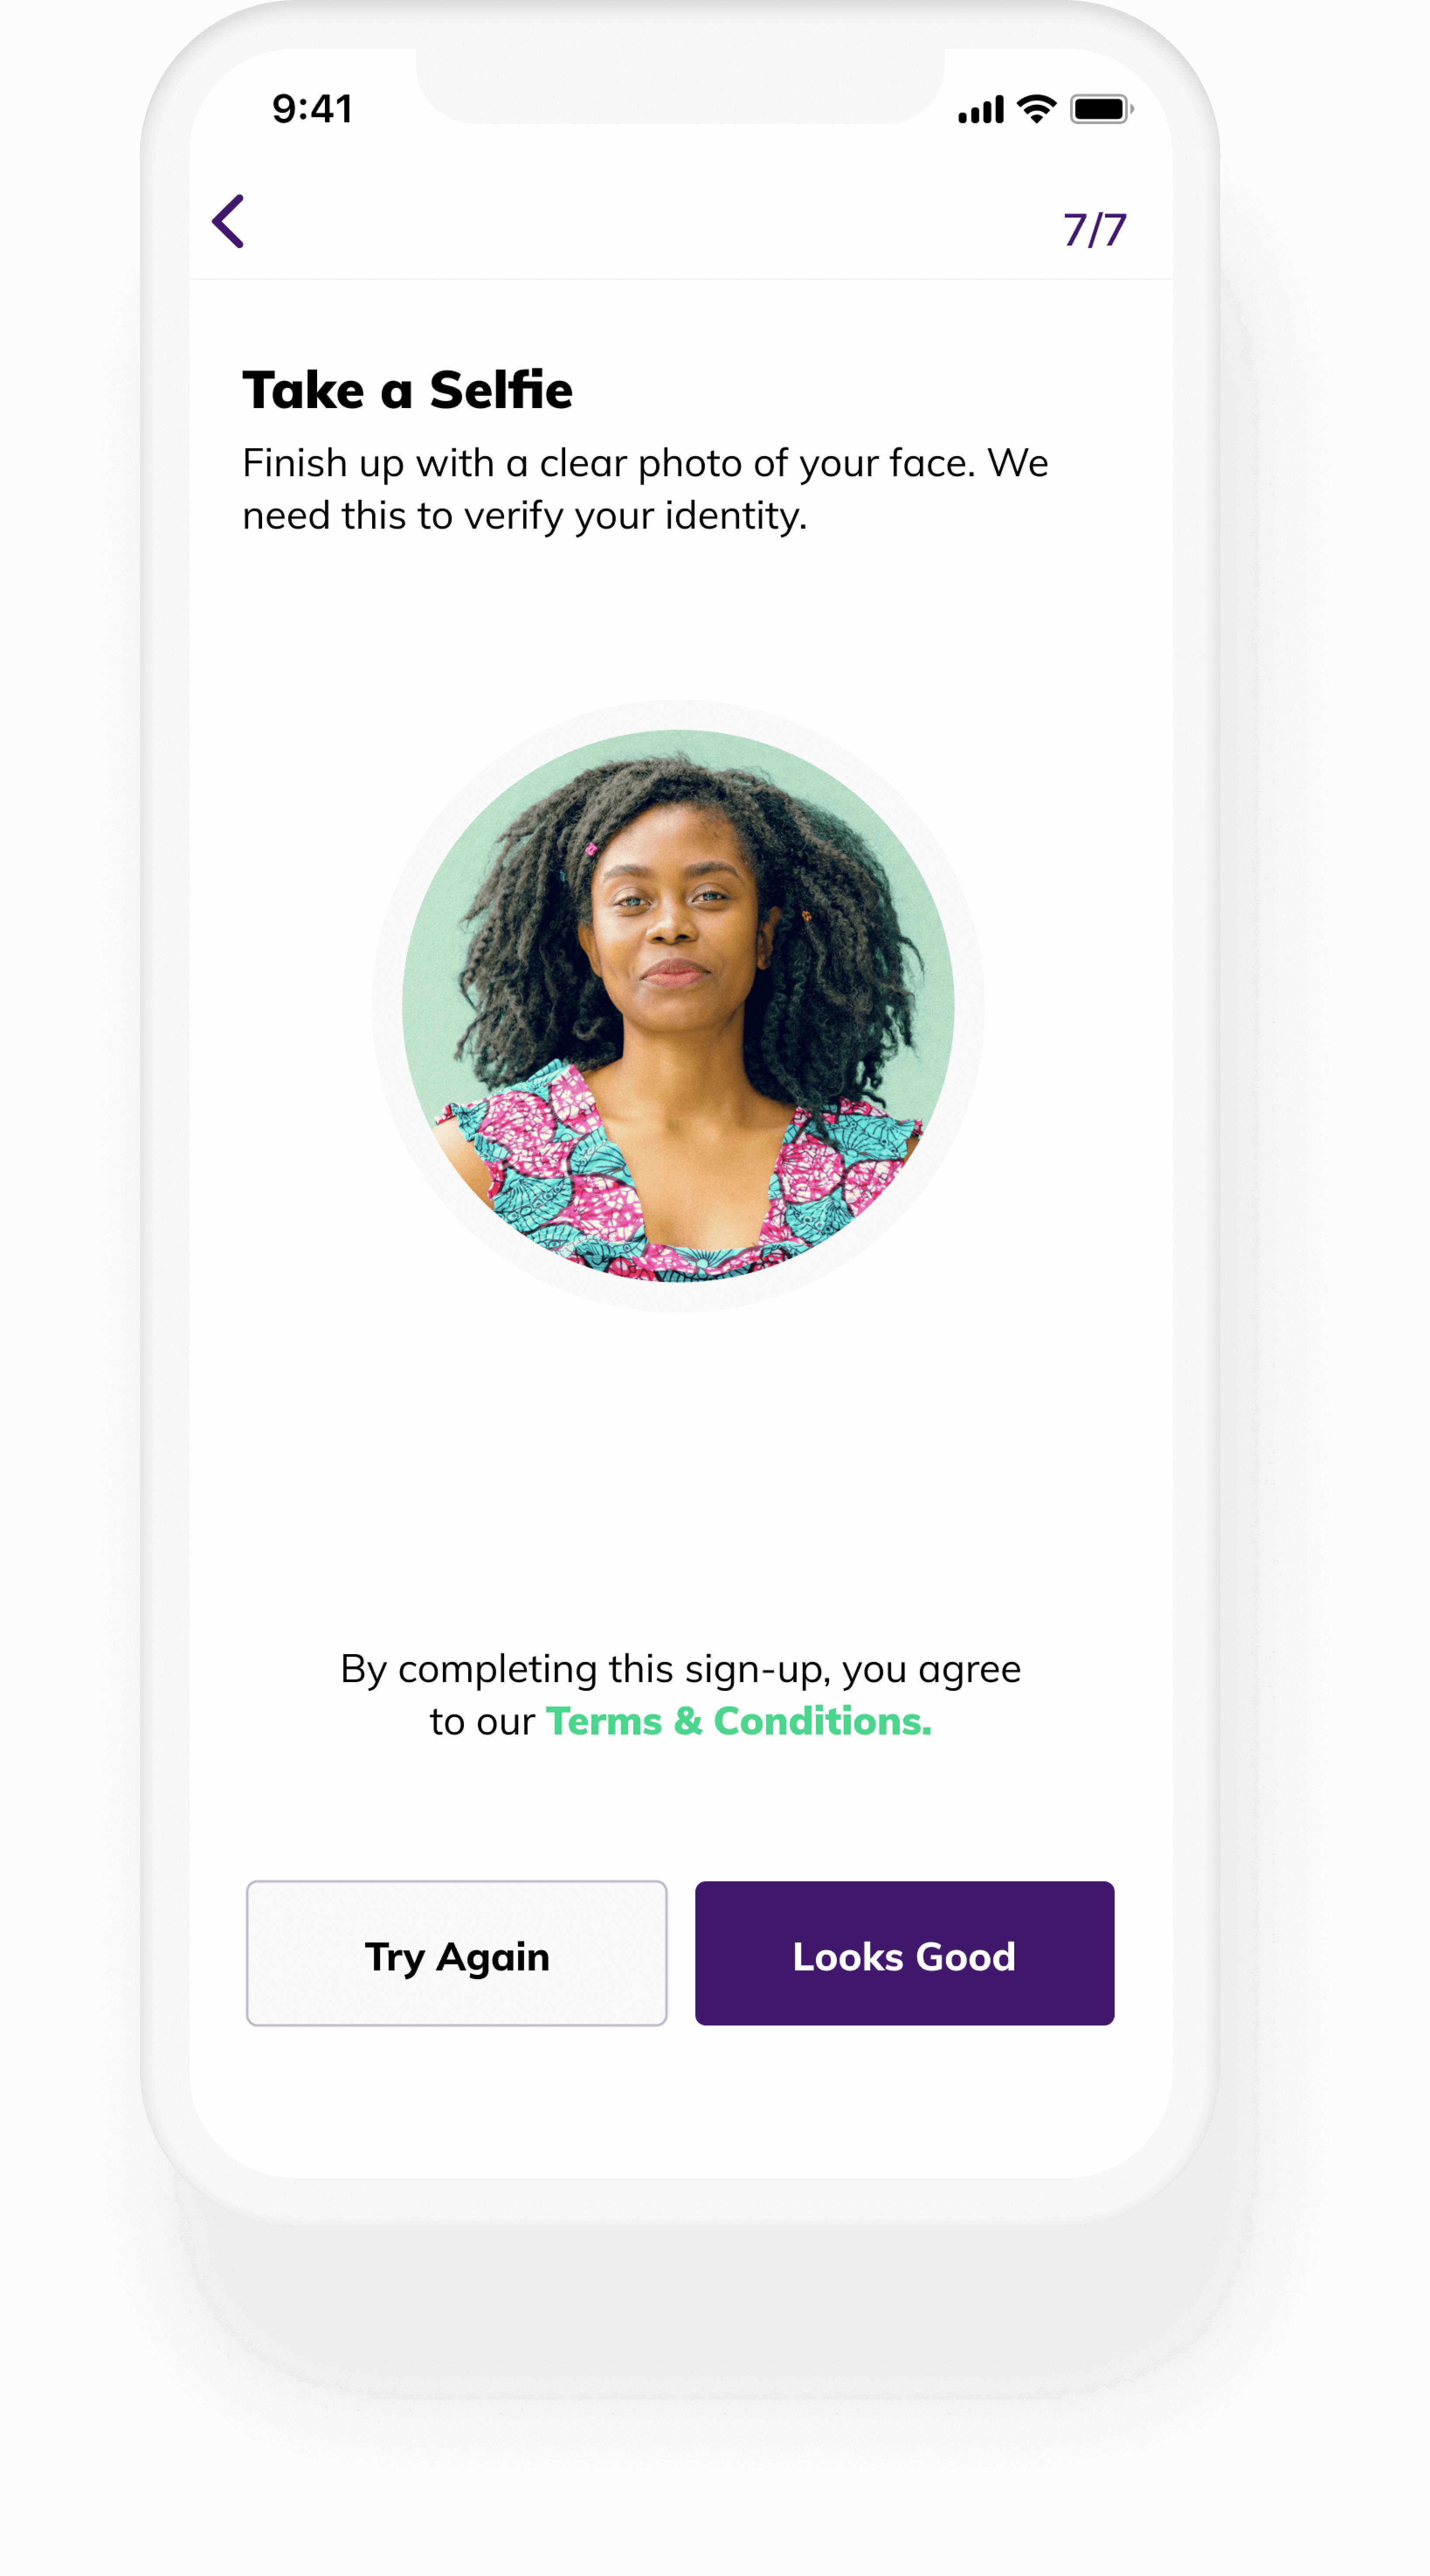 9:41
7/7
Take a Selfie
Finish up with a clear photo of your face. We
need this to verify your identity.
By completing this sign-up, you agree
to our Terms & Conditions.
Try Again
Looks Good